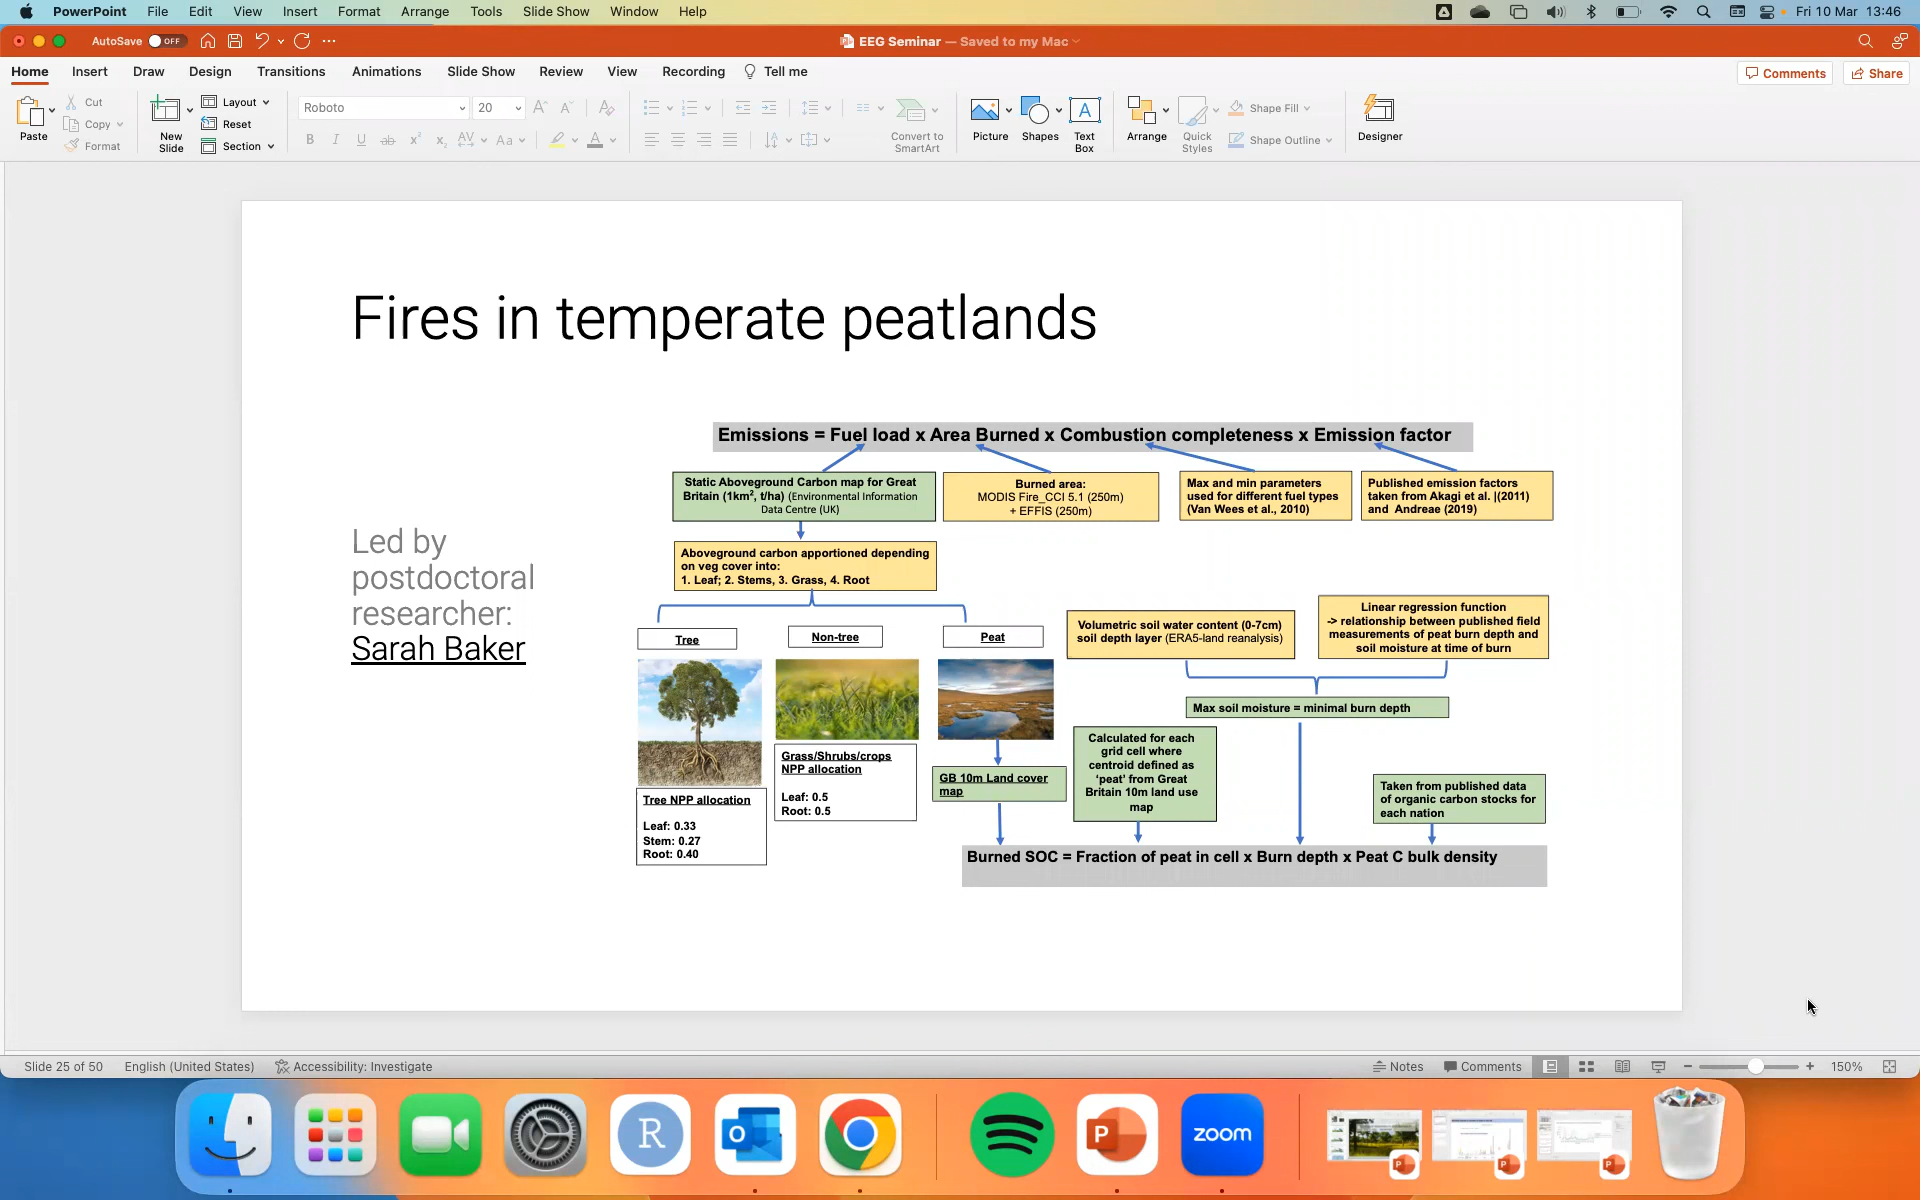 PowerPoint File Edit View Insert Format Arrange Tools Slide Show Window Help Fri 10 Mar 13:46
AutoSave OFF EEG Seminar — Saved to my Mac
Home Insert Draw Design Transitions Animations Slide Show Review View Recording Tell me Comments Share
Paste
Cut
Copy
Format
New
Slide
Layout
Reset
Section
Roboto 20
Convert to
SmartArt
Picture
Shapes
Text
Box
Arrange
Quick
Styles
Shape Fill
Shape Outline
Designer
Fires in temperate peatlands
Led by
postdoctoral
researcher:
Sarah Baker
Emissions = Fuel load x Area Burned x Combustion completeness x Emission factor
Static Aboveground Carbon map for Great
Britain (1km², t/ha) (Environmental Information
Data Centre (UK)
Burned area:
MODIS Fire_CCI 5.1 (250m)
+ EFFIS (250m)
Max and min parameters
used for different fuel types
(Van Wees et al., 2010)
Published emission factors
taken from Akagi et al. |(2011)
and Andreae (2019)
Aboveground carbon apportioned depending
on veg cover into:
1. Leaf; 2. Stems, 3. Grass, 4. Root
Tree
Non-tree
Peat
Volumetric soil water content (0-7cm)
soil depth layer (ERA5-land reanalysis)
Linear regression function
-> relationship between published field
measurements of peat burn depth and
soil moisture at time of burn
Max soil moisture = minimal burn depth
Tree NPP allocation
Leaf: 0.33
Stem: 0.27
Root: 0.40
Grass/Shrubs/crops
NPP allocation
Leaf: 0.5
Root: 0.5
GB 10m Land cover
map
Calculated for each
grid cell where
centroid defined as
‘peat’ from Great
Britain 10m land use
map
Taken from published data
of organic carbon stocks for
each nation
Burned SOC = Fraction of peat in cell x Burn depth x Peat C bulk density
Slide 25 of 50 English (United States) Accessibility: Investigate Notes Comments 150%
zoom